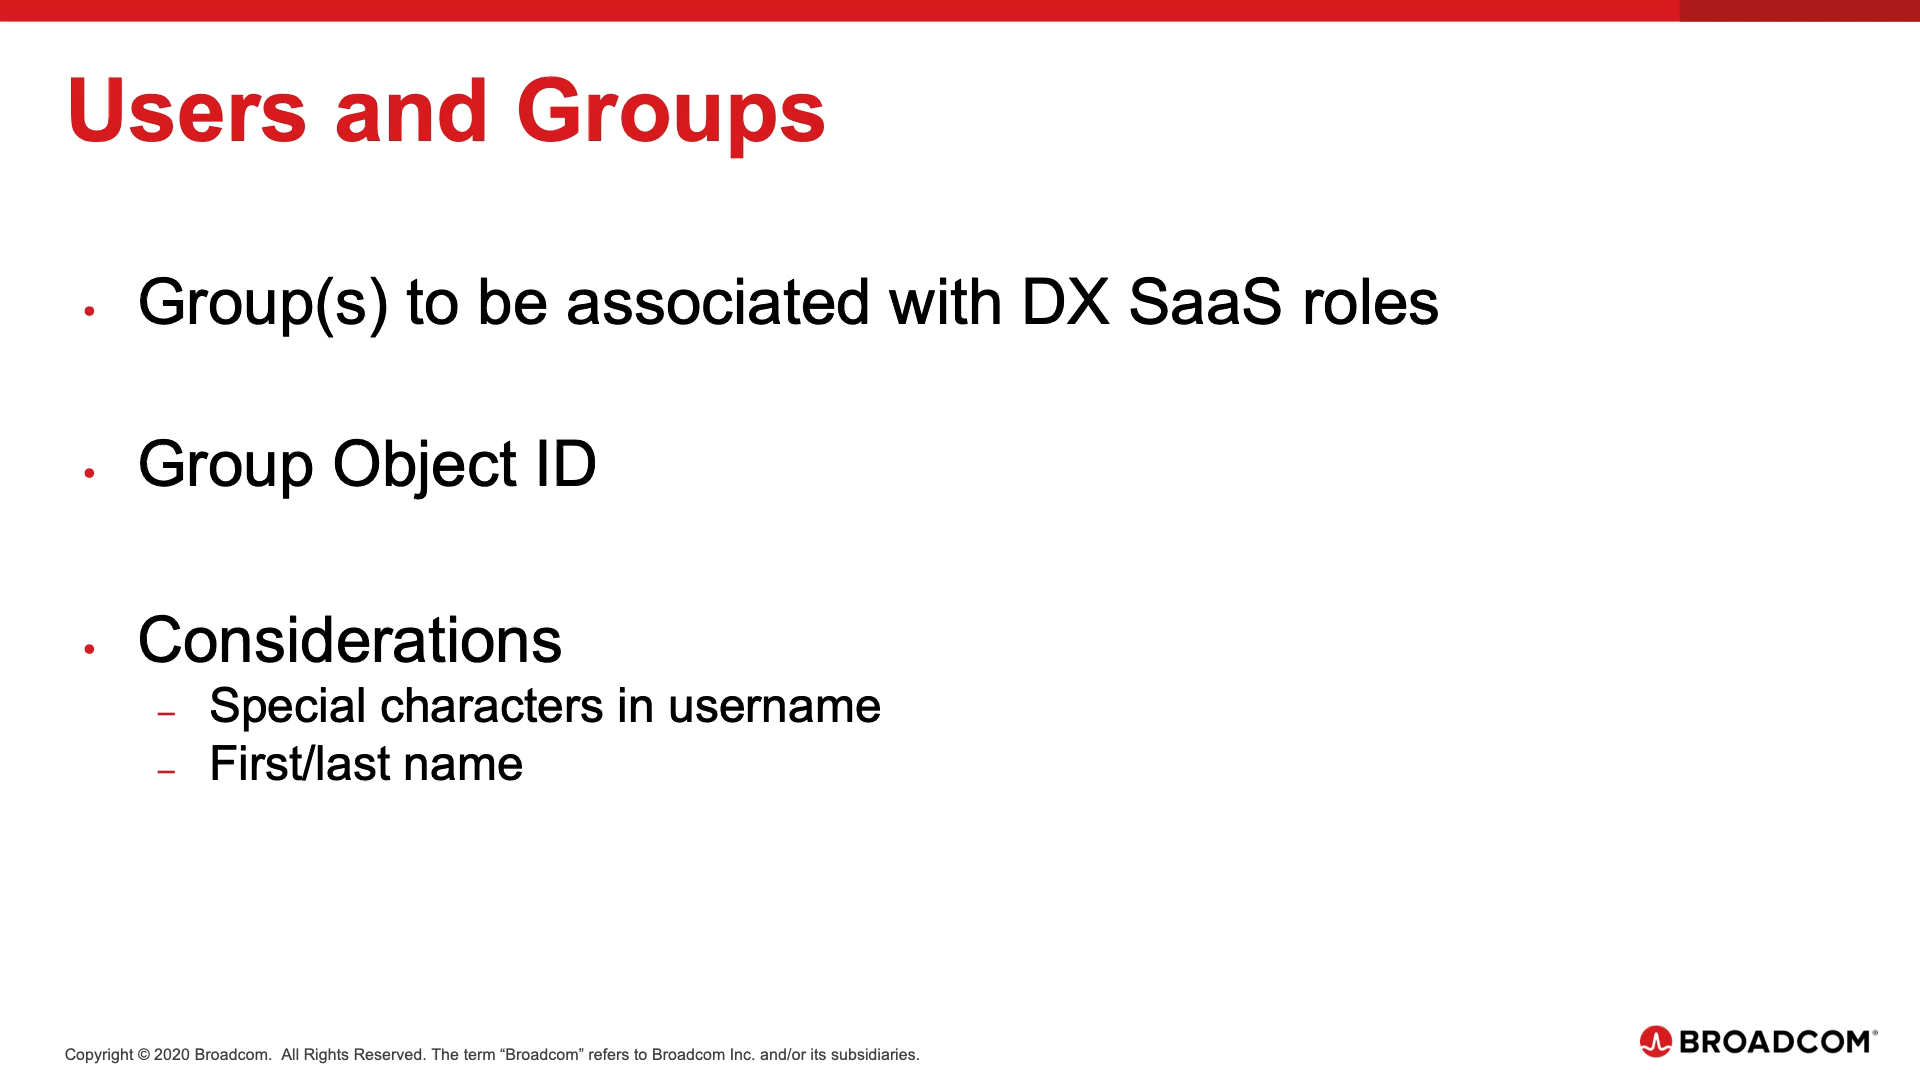 Users and Groups
• Group(s) to be associated with DX SaaS roles
• Group Object ID
• Considerations
– Special characters in username
– First/last name
Copyright © 2020 Broadcom.  All Rights Reserved. The term “Broadcom” refers to Broadcom Inc. and/or its subsidiaries.
BROADCOM®